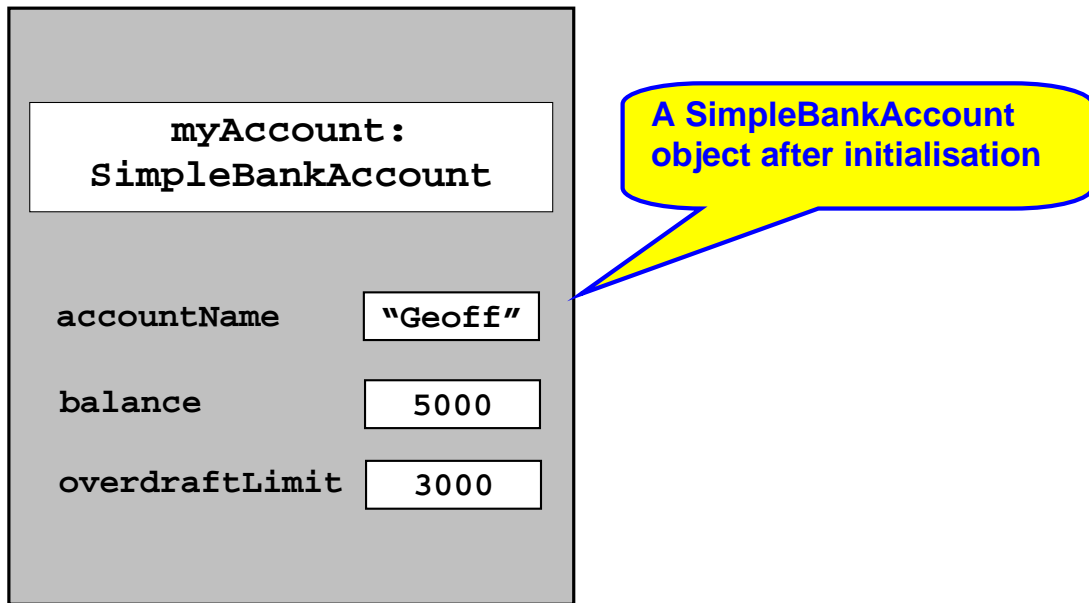 myAccount:
SimpleBankAccount
A SimpleBankAccount
object after initialisation
accountName “Geoff”
balance 5000
overdraftLimit 3000